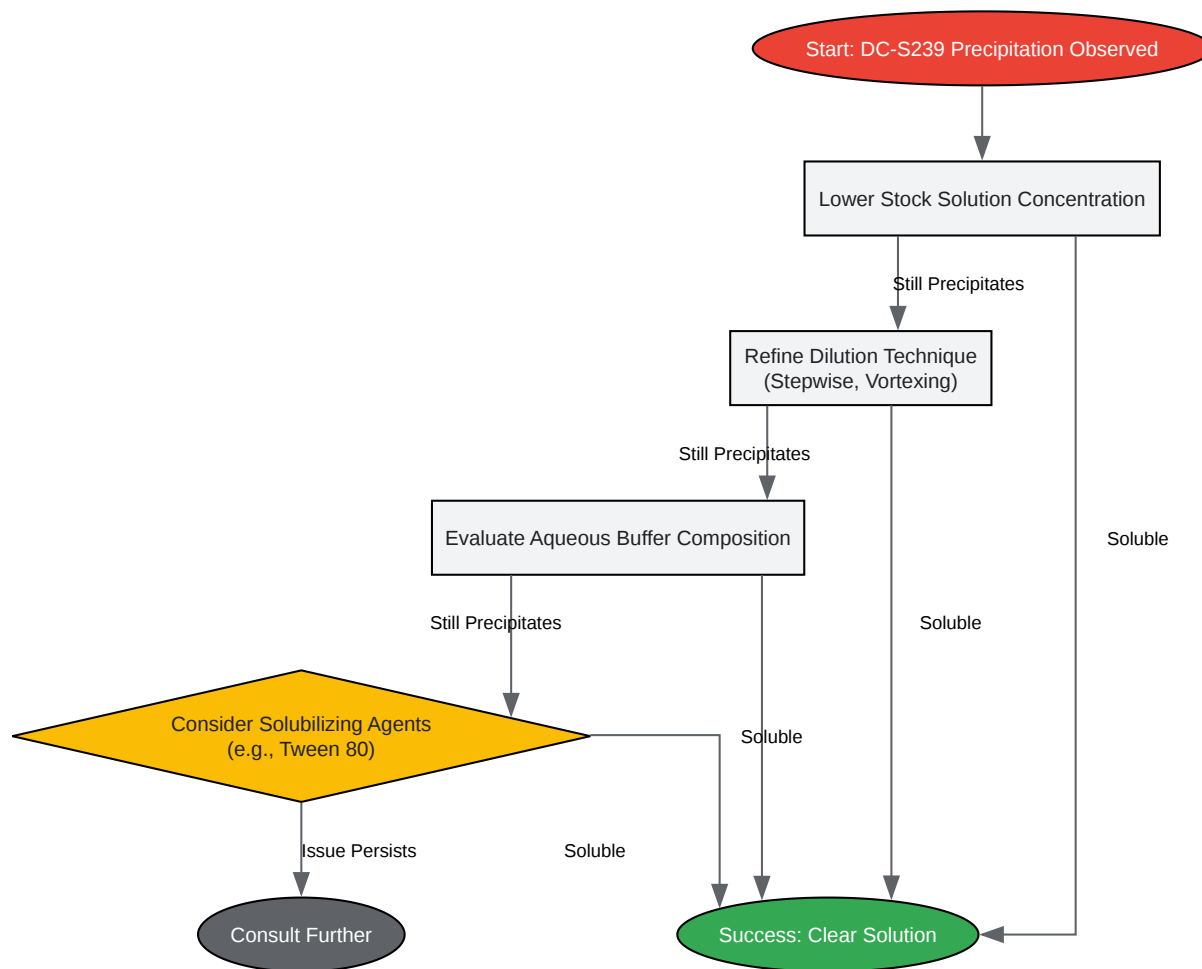 Start: DC-S239 Precipitation Observed
Lower Stock Solution Concentration
Still Precipitates
Refine Dilution Technique
(Stepwise, Vortexing)
Still Precipitates
Evaluate Aqueous Buffer Composition
Soluble
Still Precipitates
Soluble
Consider Solubilizing Agents
(e.g., Tween 80)
Soluble
Issue Persists
Soluble
Consult Further
Success: Clear Solution